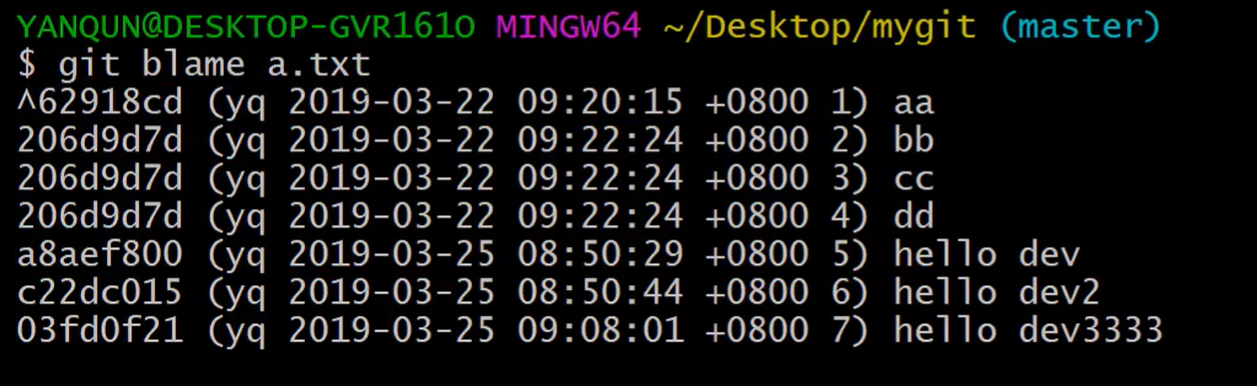 YANQUN@DESKTOP-GVR161O MINGW64 ~/Desktop/mygit (master)
$ git blame a.txt
^62918cd (yq 2019-03-22 09:20:15 +0800 1) aa
206d9d7d (yq 2019-03-22 09:22:24 +0800 2) bb
206d9d7d (yq 2019-03-22 09:22:24 +0800 3) cc
206d9d7d (yq 2019-03-22 09:22:24 +0800 4) dd
a8aef800 (yq 2019-03-25 08:50:29 +0800 5) hello dev
c22dc015 (yq 2019-03-25 08:50:44 +0800 6) hello dev2
03fd0f21 (yq 2019-03-25 09:08:01 +0800 7) hello dev3333